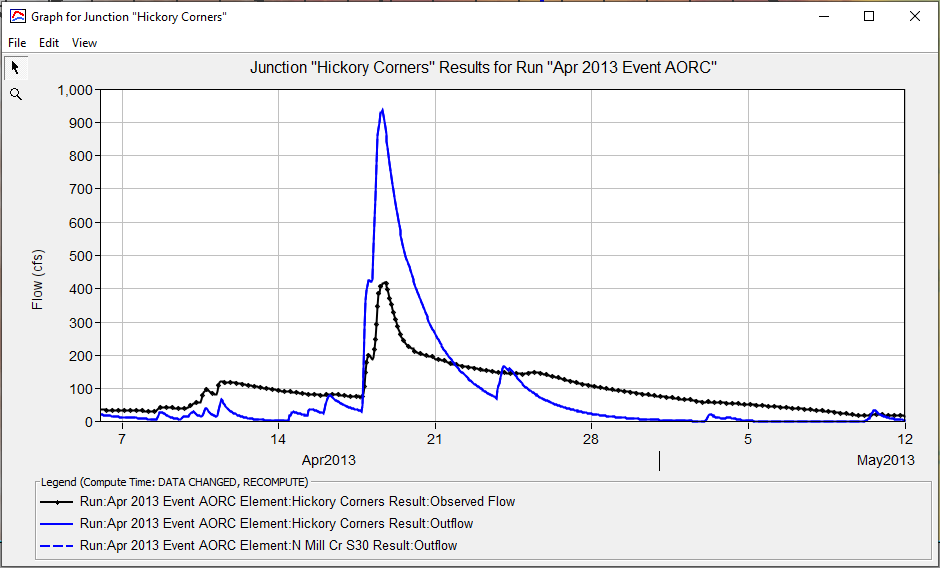 Graph for Junction "Hickory Corners"
File Edit View
Junction "Hickory Corners" Results for Run "Apr 2013 Event AORC"
1,000
900
800
700
600
500
400
300
200
100
0
Flow (cfs)
7 14 21 28 5 12
Apr2013 May2013
Legend (Compute Time: DATA CHANGED, RECOMPUTE)
Run:Apr 2013 Event AORC Element:Hickory Corners Result:Observed Flow
Run:Apr 2013 Event AORC Element:Hickory Corners Result:Outflow
Run:Apr 2013 Event AORC Element:N Mill Cr S30 Result:Outflow